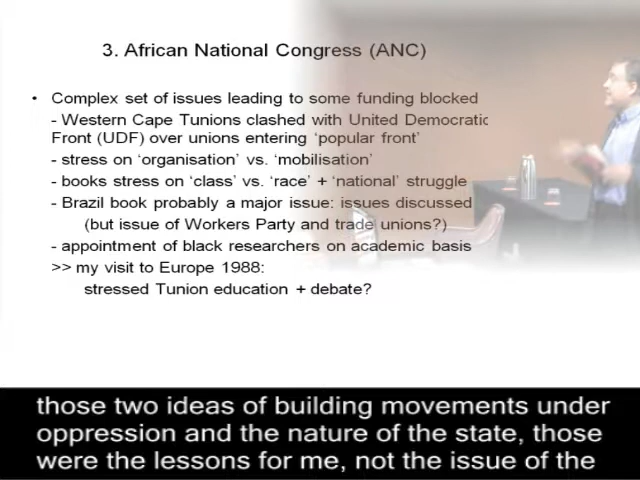 3. African National Congress (ANC)
• Complex set of issues leading to some funding blocked
- Western Cape Tunions clashed with United Democratic
Front (UDF) over unions entering ‘popular front’
- stress on ‘organisation’ vs. ‘mobilisation’
- books stress on ‘class’ vs. ‘race’ + ‘national’ struggle
- Brazil book probably a major issue: issues discussed
(but issue of Workers Party and trade unions?)
- appointment of black researchers on academic basis
>> my visit to Europe 1988:
stressed Tunion education + debate?
those two ideas of building movements under
oppression and the nature of the state, those
were the lessons for me, not the issue of the